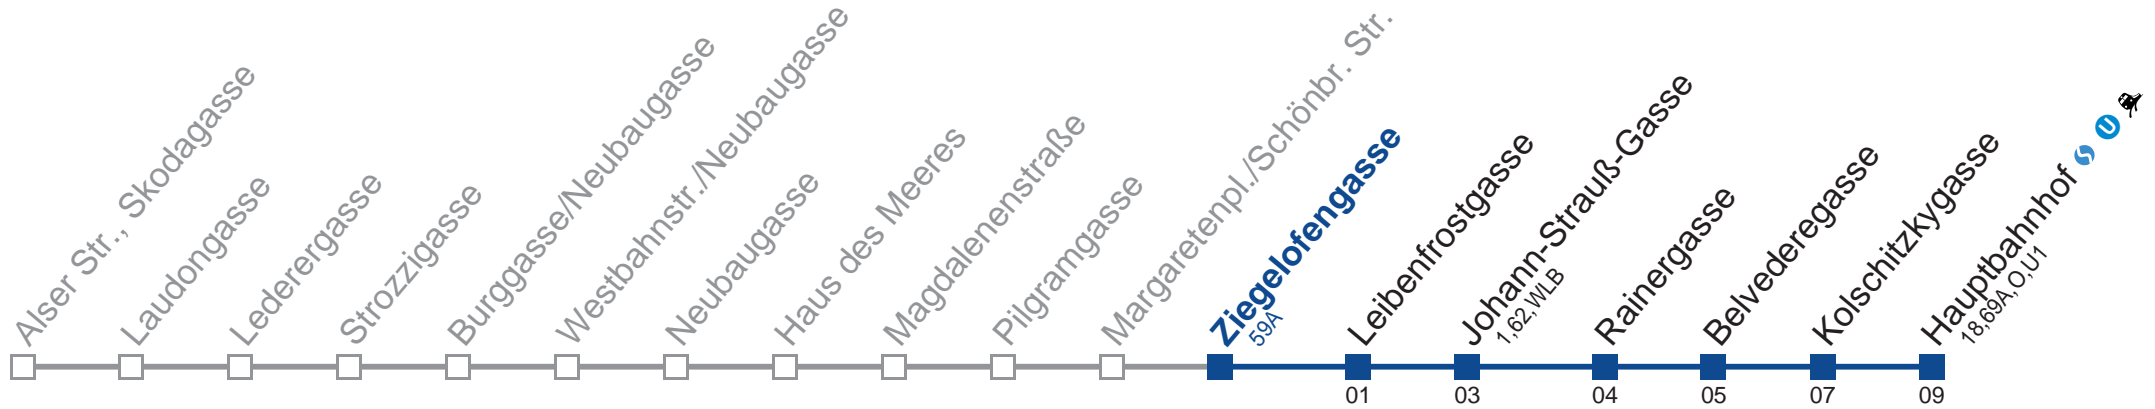 Alser Str., Skodagasse
Laudongasse
Lederergasse
Strozzigasse
Burggasse/Neubaugasse
Westbahnstr./Neubaugasse
Neubaugasse
Haus des Meeres
Magdalenenstraße
Pilgramgasse
Margaretenpl./Schönbr. Str.
Ziegelofengasse
59A
Leibenfrostgasse
Johann-Strauß-Gasse
1,62,WLB
Rainergasse
Belvederegasse
Kolschitzkygasse
Hauptbahnhof
U
18,69A,O,U1
01
03
04
05
07
09